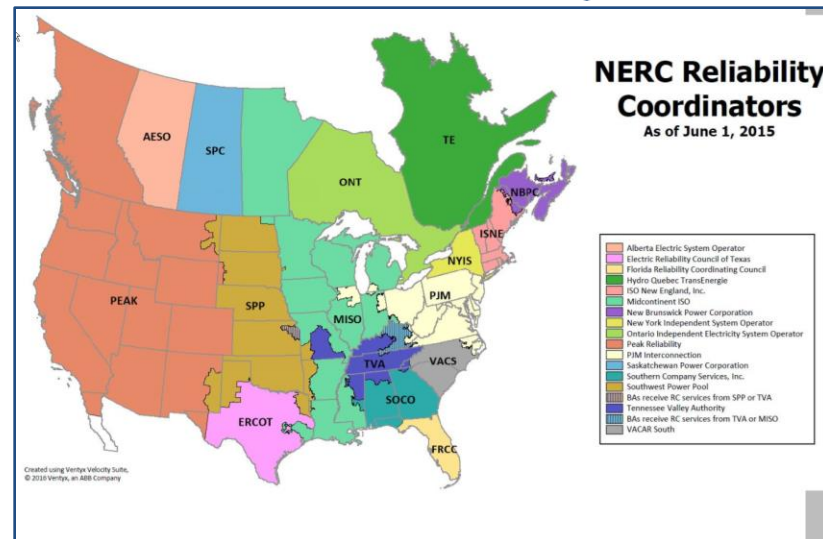 NERC Reliability
Coordinators
As of June 1, 2015
AESO
SPC
TE
ONT
NBPC
ISNE
NYIS
PEAK
SPP
MISO
PJM
TVA
VACS
SOCO
ERCOT
FRCC
Alberta Electric System Operator
Electric Reliability Council of Texas
Florida Reliability Coordinating Council
Hydro Quebec TransEnergie
ISO New England, Inc.
Midcontinent ISO
New Brunswick Power Corporation
New York Independent System Operator
Ontario Independent Electricity System Operator
Peak Reliability
PJM Interconnection
Saskatchewan Power Corporation
Southern Company Services, Inc.
Southwest Power Pool
BAs receive RC services from SPP or TVA
Tennessee Valley Authority
BAs receive RC services from TVA or MISO
VACAR South
Created using Ventyx Velocity Suite,
© 2016 Ventyx, an ABB Company